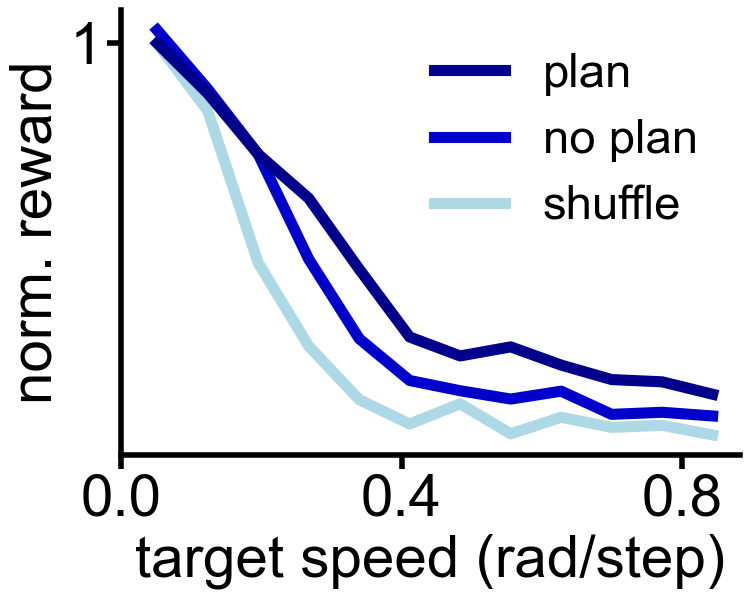 norm. reward
1
plan
no plan
shuffle
0.0 0.4 0.8
target speed (rad/step)